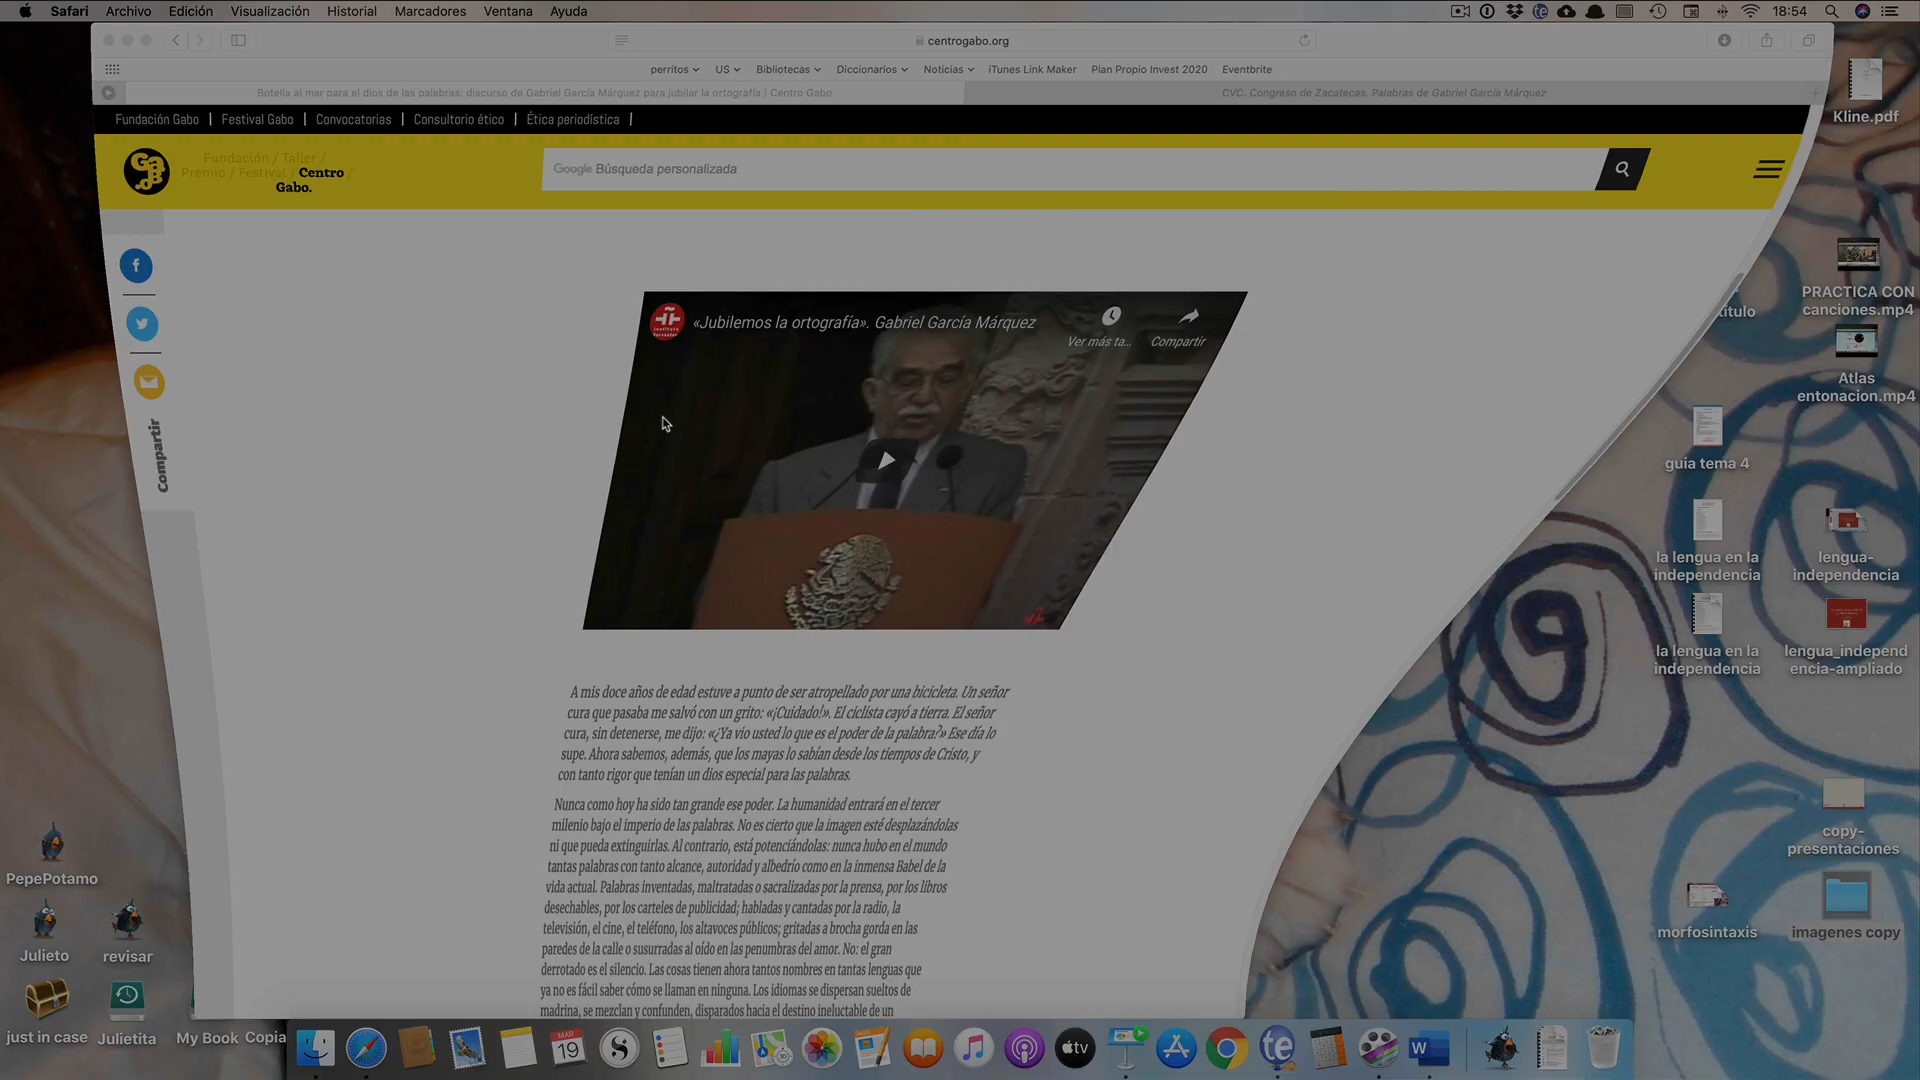 Safari Archivo Edición Visualización Historial Marcadores Ventana Ayuda 18:54
centrogabo.org
perritos US Bibliotecas Diccionarios Noticias iTunes Link Maker Plan Propio Invest 2020 Eventbrite
Botella al mar para el dios de las palabras: discurso de Gabriel García Márquez para jubilar la ortografía | Centro Gabo
CVC. Congreso de Zacatecas. Palabras de Gabriel García Márquez
Fundación Gabo | Festival Gabo | Convocatorias | Consultorio ético | Ética periodística |
Gabo.
Fundación / Taller /
Premio / Festival / Centro /
Gabo.
Google Búsqueda personalizada
Compartir
«Jubilemos la ortografía». Gabriel García Márquez
Ver más ta...
Compartir
A mis doce años de edad estuve a punto de ser atropellado por una bicicleta. Un señor
cura que pasaba me salvó con un grito: «¡Cuidado!». El ciclista cayó a tierra. El señor
cura, sin detenerse, me dijo: «¿Ya vio usted lo que es el poder de la palabra?» Ese día lo
supe. Ahora sabemos, además, que los mayas lo sabían desde los tiempos de Cristo, y
con tanto rigor que tenían un dios especial para las palabras.
Nunca como hoy ha sido tan grande ese poder. La humanidad entrará en el tercer
milenio bajo el imperio de las palabras. No es cierto que la imagen esté desplazándolas
ni que pueda extinguirlas. Al contrario, está potenciándolas: nunca hubo en el mundo
tantas palabras con tanto alcance, autoridad y albedrío como en la inmensa Babel de la
vida actual. Palabras inventadas, maltratadas o sacralizadas por la prensa, por los libros
desechables, por los carteles de publicidad; habladas y cantadas por la radio, la
televisión, el cine, el teléfono, los altavoces públicos; gritadas a brocha gorda en las
paredes de la calle o susurradas al oído en las penumbras del amor. No: el gran
derrotado es el silencio. Las cosas tienen ahora tantos nombres en tantas lenguas que
ya no es fácil saber cómo se llaman en ninguna. Los idiomas se dispersan sueltos de
madrina, se mezclan y confunden, disparados hacia el destino ineluctable de un
Kline.pdf
PRACTICA CON
canciones.mp4
título
Atlas
entonacion.mp4
guia tema 4
la lengua en la
independencia
lengua-
independencia
la lengua en la
independencia
lengua_independ
encia-ampliado
copy-
presentaciones
morfosintaxis
imagenes copy
PepePotamo
Julieto
revisar
just in case
Julietita
My Book
Copia
MAR
19
tv
te
W